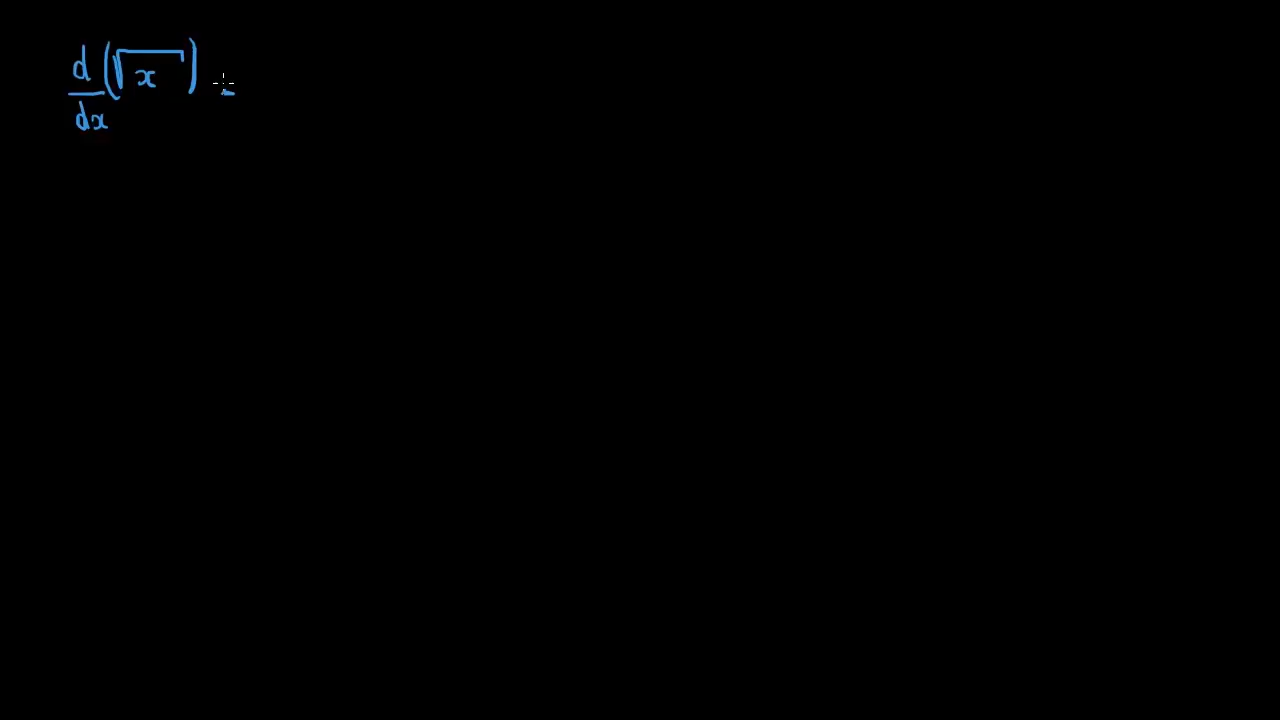 d/dx (√x) =